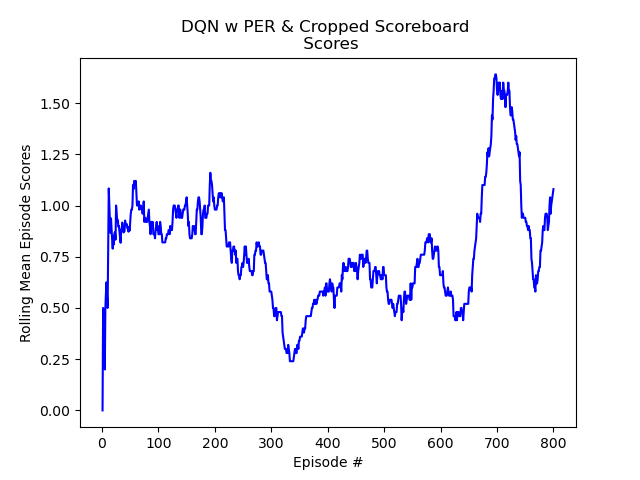 DQN w PER & Cropped Scoreboard
Scores
Rolling Mean Episode Scores
1.50
1.25
1.00
0.75
0.50
0.25
0.00
0 100 200 300 400 500 600 700 800
Episode #